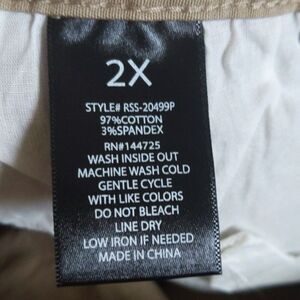 2X
STYLE# RSS-20499P
97%COTTON
3%SPANDEX
RN#144725
WASH INSIDE OUT
MACHINE WASH COLD
GENTLE CYCLE
WITH LIKE COLORS
DO NOT BLEACH
LINE DRY
LOW IRON IF NEEDED
MADE IN CHINA